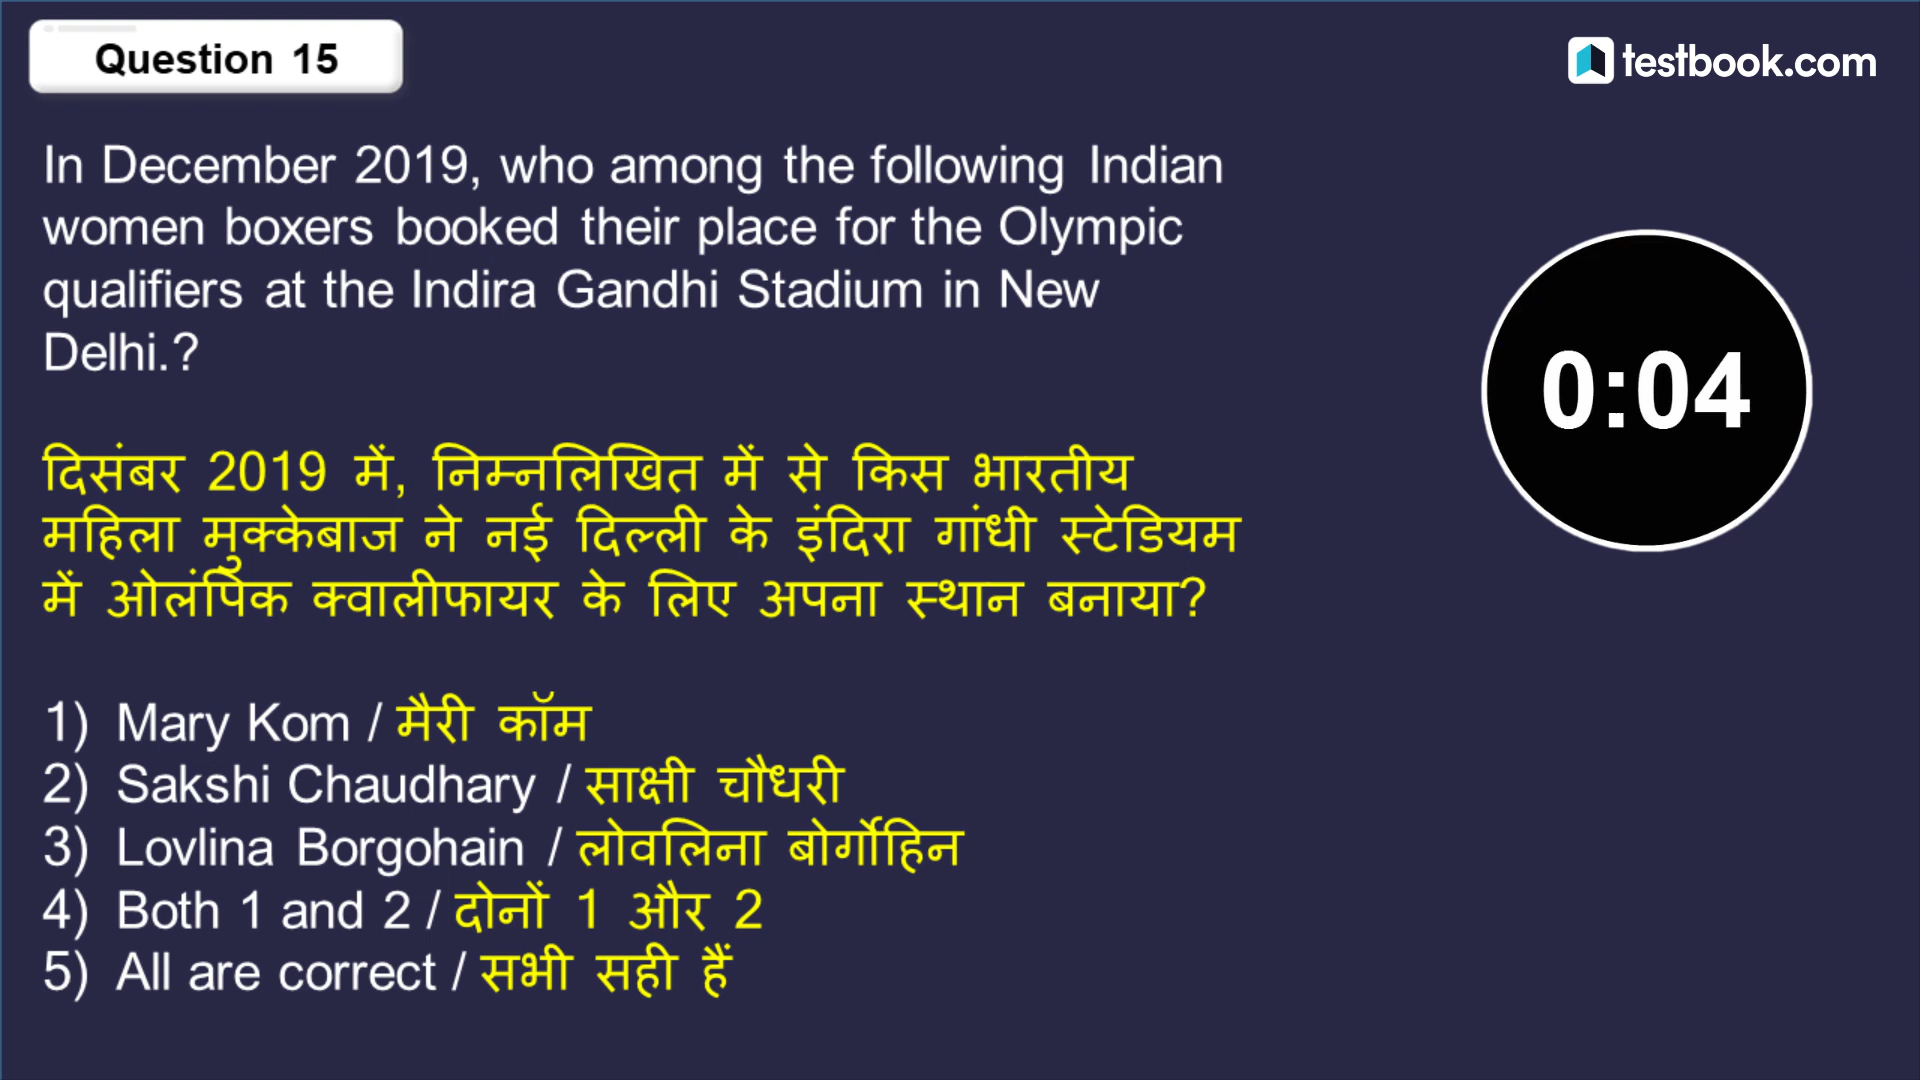 Question 15
testbook.com
In December 2019, who among the following Indian
women boxers booked their place for the Olympic
qualifiers at the Indira Gandhi Stadium in New
Delhi.?
0:04
दिसंबर 2019 में, निम्नलिखित में से किस भारतीय
महिला मुक्केबाज ने नई दिल्ली के इंदिरा गांधी स्टेडियम
में ओलंपिक क्वालीफायर के लिए अपना स्थान बनाया?
1) Mary Kom / मैरी कॉम
2) Sakshi Chaudhary / साक्षी चौधरी
3) Lovlina Borgohain / लोवलिना बोर्गोहिन
4) Both 1 and 2 / दोनों 1 और 2
5) All are correct / सभी सही हैं